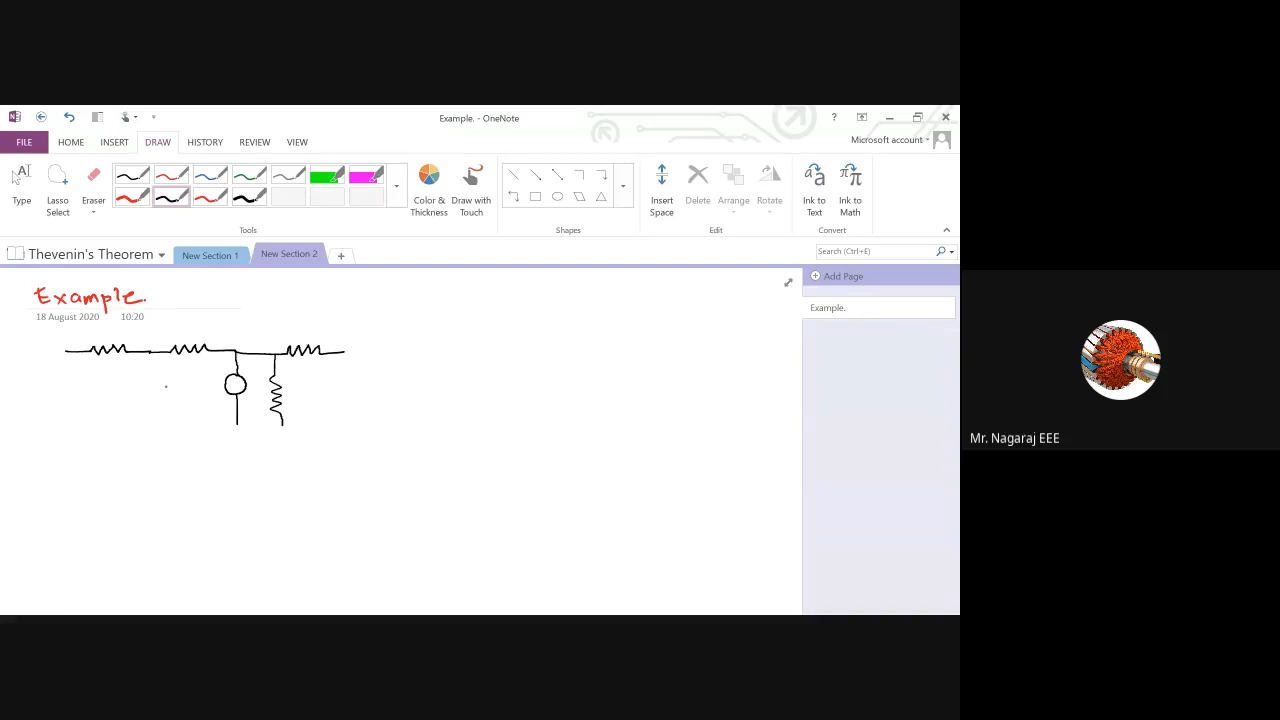 Example. - OneNote
?
FILE HOME INSERT DRAW HISTORY REVIEW VIEW
Microsoft account
Type
Lasso Select
Eraser
Color & Thickness
Draw with Touch
Insert Space
Delete
Arrange
Rotate
Ink to Text
Ink to Math
Tools
Shapes
Edit
Convert
Thevenin's Theorem
New Section 1
New Section 2
Search (Ctrl+E)
Add Page
Example.
Example.
18 August 2020 10:20
Mr. Nagaraj EEE